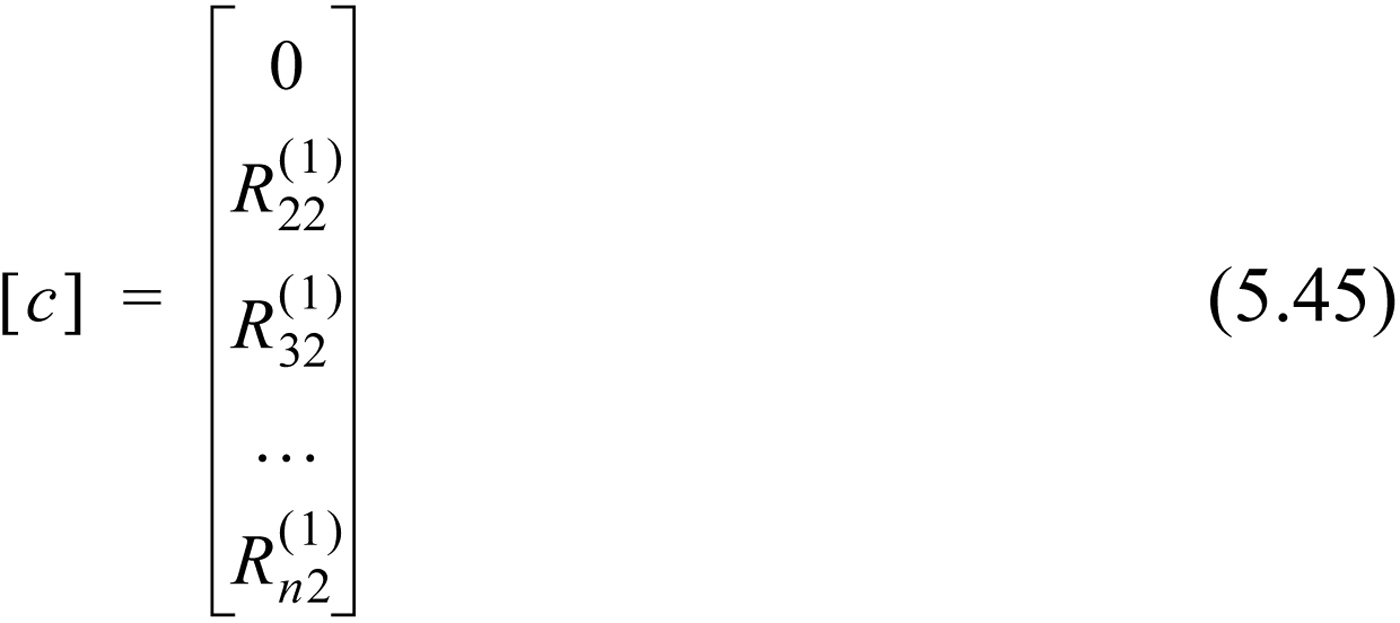 0
R_{22}^{(1)}
[c] = R_{32}^{(1)} (5.45)
...
R_{n2}^{(1)}